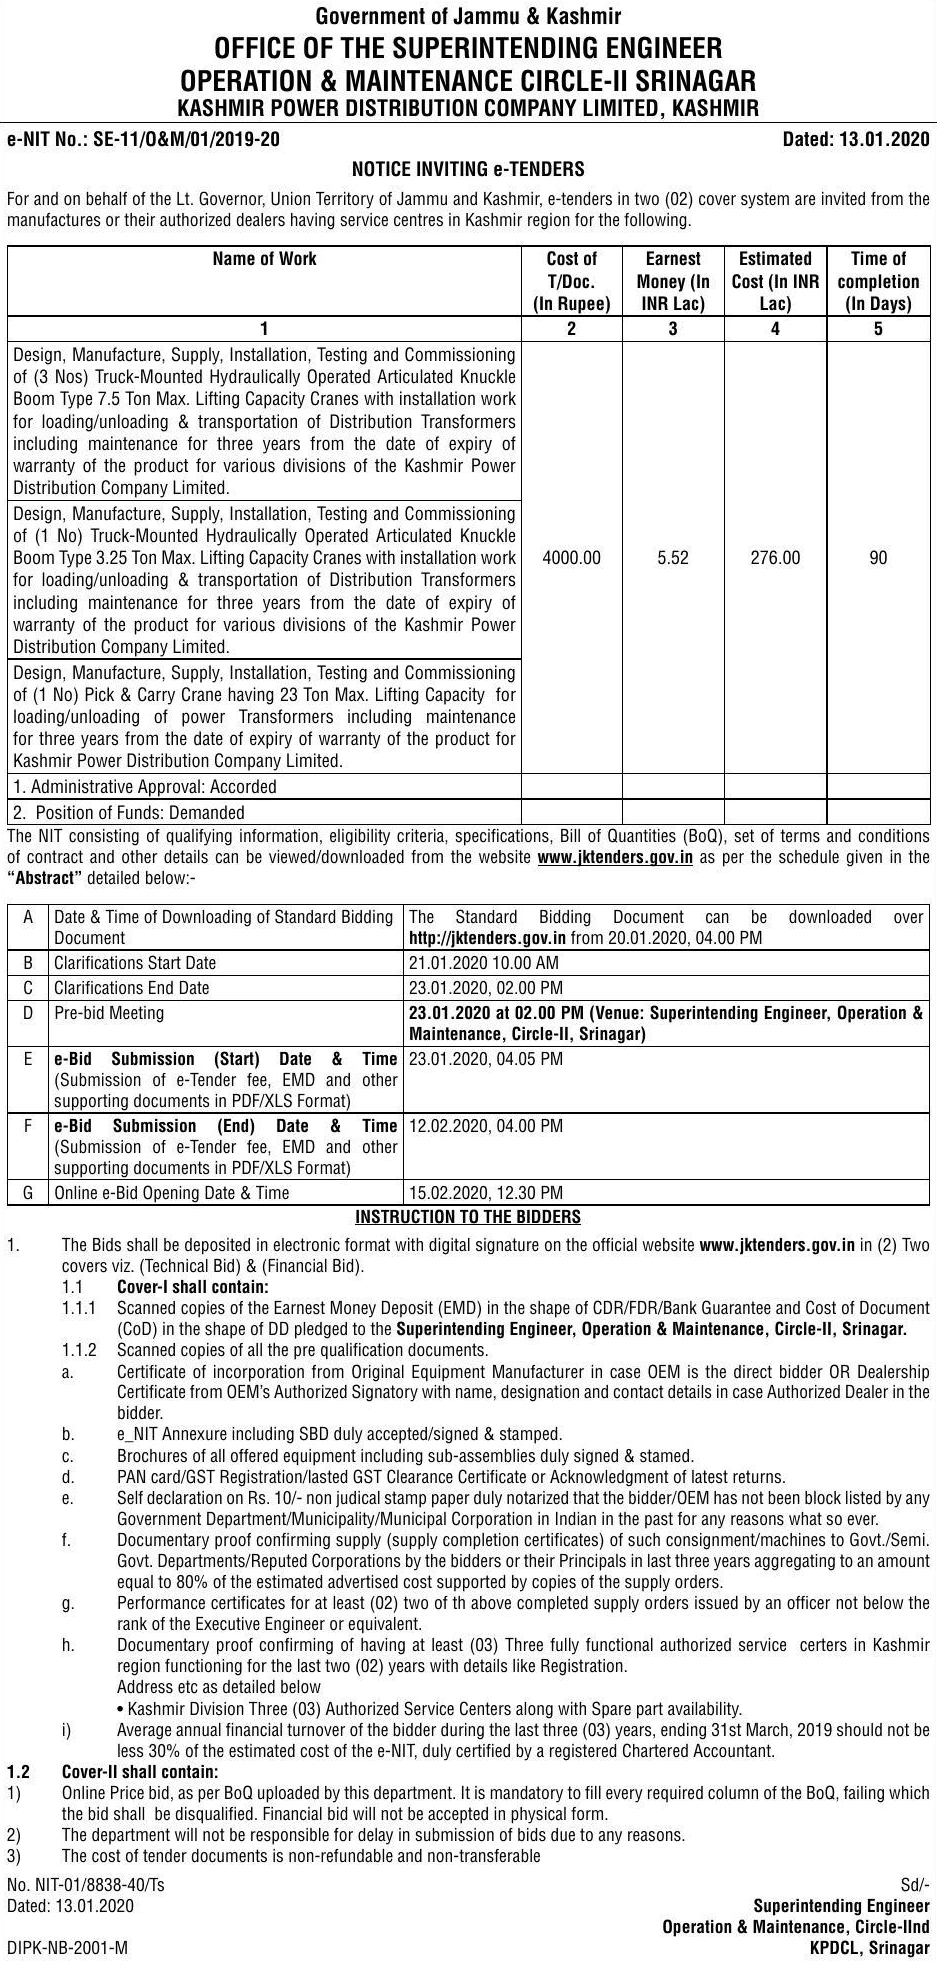 Government of Jammu & Kashmir
OFFICE OF THE SUPERINTENDING ENGINEER
OPERATION & MAINTENANCE CIRCLE-II SRINAGAR
KASHMIR POWER DISTRIBUTION COMPANY LIMITED, KASHMIR
e-NIT No.: SE-11/O&M/01/2019-20 Dated: 13.01.2020
NOTICE INVITING e-TENDERS
For and on behalf of the Lt. Governor, Union Territory of Jammu and Kashmir, e-tenders in two (02) cover system are invited from the
manufactures or their authorized dealers having service centres in Kashmir region for the following.
Name of Work Cost of Earnest Estimated Time of
T/Doc. Money (In Cost (In INR completion
(In Rupee) INR Lac) Lac) (In Days)
1 2 3 4 5
Design, Manufacture, Supply, Installation, Testing and Commissioning
of (3 Nos) Truck-Mounted Hydraulically Operated Articulated Knuckle
Boom Type 7.5 Ton Max. Lifting Capacity Cranes with installation work
for loading/unloading & transportation of Distribution Transformers
including maintenance for three years from the date of expiry of
warranty of the product for various divisions of the Kashmir Power
Distribution Company Limited.
Design, Manufacture, Supply, Installation, Testing and Commissioning
of (1 No) Truck-Mounted Hydraulically Operated Articulated Knuckle
Boom Type 3.25 Ton Max. Lifting Capacity Cranes with installation work 4000.00 5.52 276.00 90
for loading/unloading & transportation of Distribution Transformers
including maintenance for three years from the date of expiry of
warranty of the product for various divisions of the Kashmir Power
Distribution Company Limited.
Design, Manufacture, Supply, Installation, Testing and Commissioning
of (1 No) Pick & Carry Crane having 23 Ton Max. Lifting Capacity for
loading/unloading of power Transformers including maintenance
for three years from the date of expiry of warranty of the product for
Kashmir Power Distribution Company Limited.
1. Administrative Approval: Accorded
2. Position of Funds: Demanded
The NIT consisting of qualifying information, eligibility criteria, specifications, Bill of Quantities (BoQ), set of terms and conditions
of contract and other details can be viewed/downloaded from the website www.jktenders.gov.in as per the schedule given in the
“Abstract” detailed below:-
A Date & Time of Downloading of Standard Bidding The Standard Bidding Document can be downloaded over
Document http://jktenders.gov.in from 20.01.2020, 04.00 PM
B Clarifications Start Date 21.01.2020 10.00 AM
C Clarifications End Date 23.01.2020, 02.00 PM
D Pre-bid Meeting 23.01.2020 at 02.00 PM (Venue: Superintending Engineer, Operation &
Maintenance, Circle-II, Srinagar)
E e-Bid Submission (Start) Date & Time 23.01.2020, 04.05 PM
(Submission of e-Tender fee, EMD and other
supporting documents in PDF/XLS Format)
F e-Bid Submission (End) Date & Time 12.02.2020, 04.00 PM
(Submission of e-Tender fee, EMD and other
supporting documents in PDF/XLS Format)
G Online e-Bid Opening Date & Time 15.02.2020, 12.30 PM
INSTRUCTION TO THE BIDDERS
1. The Bids shall be deposited in electronic format with digital signature on the official website www.jktenders.gov.in in (2) Two
covers viz. (Technical Bid) & (Financial Bid).
1.1 Cover-I shall contain:
1.1.1 Scanned copies of the Earnest Money Deposit (EMD) in the shape of CDR/FDR/Bank Guarantee and Cost of Document
(CoD) in the shape of DD pledged to the Superintending Engineer, Operation & Maintenance, Circle-II, Srinagar.
1.1.2 Scanned copies of all the pre qualification documents.
a. Certificate of incorporation from Original Equipment Manufacturer in case OEM is the direct bidder OR Dealership
Certificate from OEM’s Authorized Signatory with name, designation and contact details in case Authorized Dealer in the
bidder.
b. e_NIT Annexure including SBD duly accepted/signed & stamped.
c. Brochures of all offered equipment including sub-assemblies duly signed & stamed.
d. PAN card/GST Registration/lasted GST Clearance Certificate or Acknowledgment of latest returns.
e. Self declaration on Rs. 10/- non judical stamp paper duly notarized that the bidder/OEM has not been block listed by any
Government Department/Municipality/Municipal Corporation in Indian in the past for any reasons what so ever.
f. Documentary proof confirming supply (supply completion certificates) of such consignment/machines to Govt./Semi.
Govt. Departments/Reputed Corporations by the bidders or their Principals in last three years aggregating to an amount
equal to 80% of the estimated advertised cost supported by copies of the supply orders.
g. Performance certificates for at least (02) two of th above completed supply orders issued by an officer not below the
rank of the Executive Engineer or equivalent.
h. Documentary proof confirming of having at least (03) Three fully functional authorized service certers in Kashmir
region functioning for the last two (02) years with details like Registration.
Address etc as detailed below
• Kashmir Division Three (03) Authorized Service Centers along with Spare part availability.
i) Average annual financial turnover of the bidder during the last three (03) years, ending 31st March, 2019 should not be
less 30% of the estimated cost of the e-NIT, duly certified by a registered Chartered Accountant.
1.2 Cover-II shall contain:
1) Online Price bid, as per BoQ uploaded by this department. It is mandatory to fill every required column of the BoQ, failing which
the bid shall be disqualified. Financial bid will not be accepted in physical form.
2) The department will not be responsible for delay in submission of bids due to any reasons.
3) The cost of tender documents is non-refundable and non-transferable
No. NIT-01/8838-40/Ts Sd/-
Dated: 13.01.2020 Superintending Engineer
Operation & Maintenance, Circle-IInd
DIPK-NB-2001-M KPDCL, Srinagar